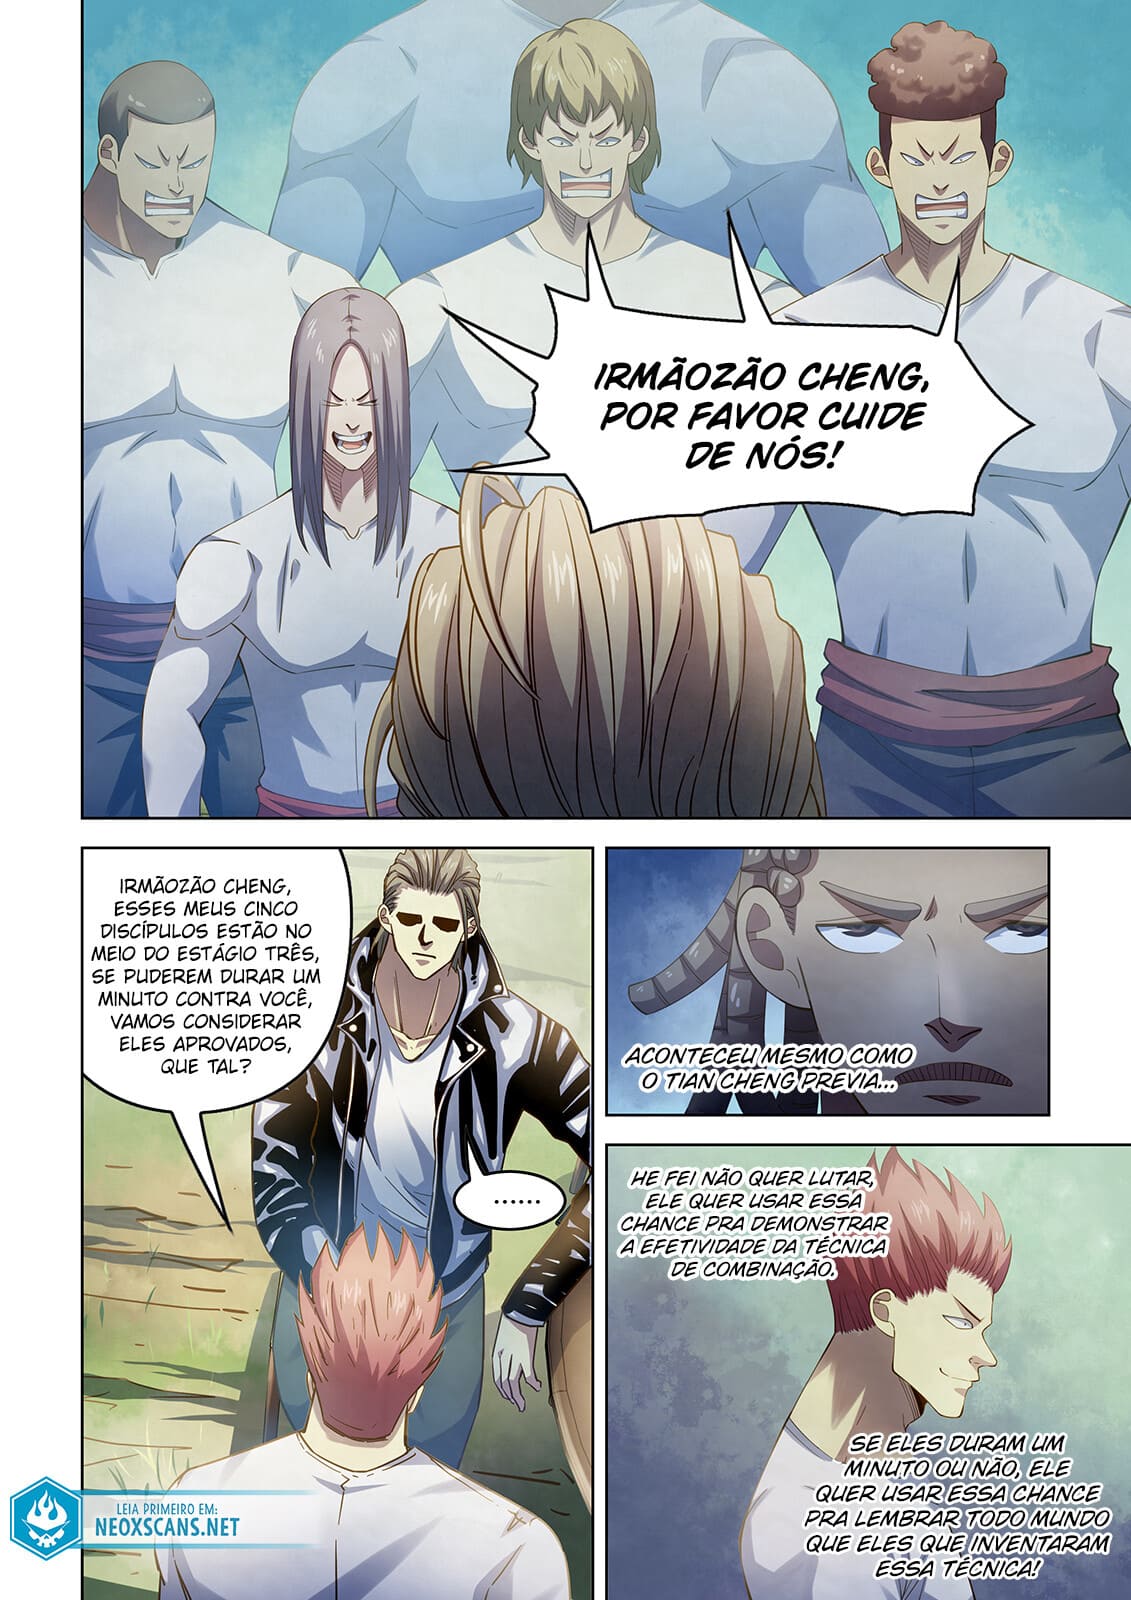 IRMÃOZÃO CHENG,
POR FAVOR CUIDE
DE NÓS!
IRMÃOZÃO CHENG,
ESSES MEUS CINCO
DISCÍPULOS ESTÃO NO
MEIO DO ESTÁGIO TRÊS,
SE PUDEREM DURAR UM
MINUTO CONTRA VOCÊ,
VAMOS CONSIDERAR
ELES APROVADOS,
QUE TAL?
......
ACONTECEU MESMO COMO
O TIAN CHENG PREVIA...
HE FEI NÃO QUER LUTAR,
ELE QUER USAR ESSA
CHANCE PRA DEMONSTRAR
A EFETIVIDADE DA TÉCNICA
DE COMBINAÇÃO.
SE ELES DURAM UM
MINUTO OU NÃO, ELE
QUER USAR ESSA CHANCE
PRA LEMBRAR TODO MUNDO
QUE ELES QUE INVENTARAM
ESSA TÉCNICA!
LEIA PRIMEIRO EM:
NEOXSCANS.NET